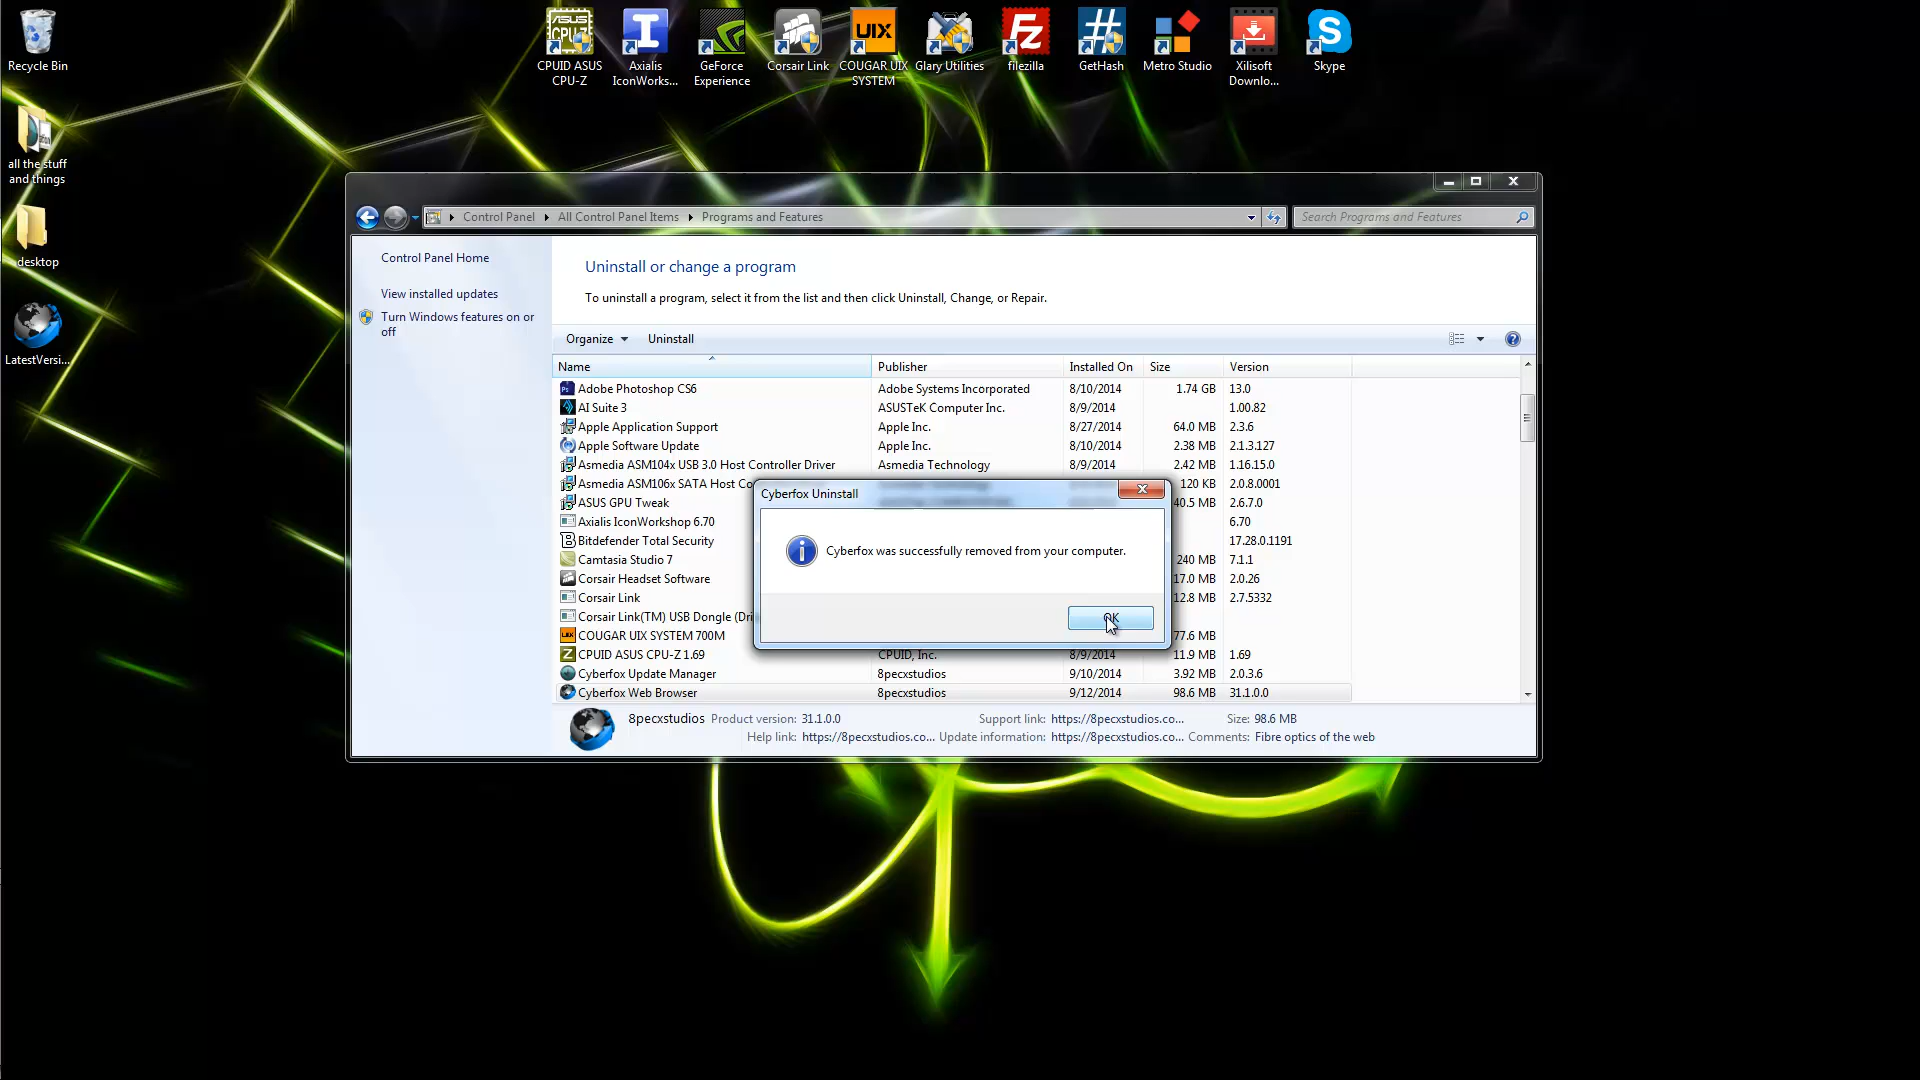 Recycle Bin
all the stuff
and things
desktop
LatestVersi...
ASUS
CPU-Z
CPUID ASUS
CPU-Z
Axialis
IconWorks...
GeForce
Experience
Corsair Link
UIX
COUGAR UIX
SYSTEM
Glary Utilities
Fz
filezilla
#
GetHash
Metro Studio
Xilisoft
Downlo...
S
Skype
Control Panel
All Control Panel Items
Programs and Features
Search Programs and Features
Control Panel Home
View installed updates
Turn Windows features on or
off
Uninstall or change a program
To uninstall a program, select it from the list and then click Uninstall, Change, or Repair.
Organize Uninstall
Name Publisher Installed On Size Version
Adobe Photoshop CS6 Adobe Systems Incorporated 8/10/2014 1.74 GB 13.0
AI Suite 3 ASUSTeK Computer Inc. 8/9/2014 1.00.82
Apple Application Support Apple Inc. 8/27/2014 64.0 MB 2.3.6
Apple Software Update Apple Inc. 8/10/2014 2.38 MB 2.1.3.127
Asmedia ASM104x USB 3.0 Host Controller Driver Asmedia Technology 8/9/2014 2.42 MB 1.16.15.0
Asmedia ASM106x SATA Host Co 120 KB 2.0.8.0001
ASUS GPU Tweak 40.5 MB 2.6.7.0
Axialis IconWorkshop 6.70 6.70
Bitdefender Total Security 17.28.0.1191
Camtasia Studio 7 240 MB 7.1.1
Corsair Headset Software 17.0 MB 2.0.26
Corsair Link 12.8 MB 2.7.5332
Corsair Link(TM) USB Dongle (Dri
COUGAR UIX SYSTEM 700M 77.6 MB
CPUID ASUS CPU-Z 1.69 CPUID, Inc. 8/9/2014 11.9 MB 1.69
Cyberfox Update Manager 8pecxstudios 9/10/2014 3.92 MB 2.0.3.6
Cyberfox Web Browser 8pecxstudios 9/12/2014 98.6 MB 31.1.0.0
Cyberfox Uninstall
Cyberfox was successfully removed from your computer.
OK
8pecxstudios Product version: 31.1.0.0 Support link: https://8pecxstudios.co... Size: 98.6 MB
Help link: https://8pecxstudios.co... Update information: https://8pecxstudios.co... Comments: Fibre optics of the web